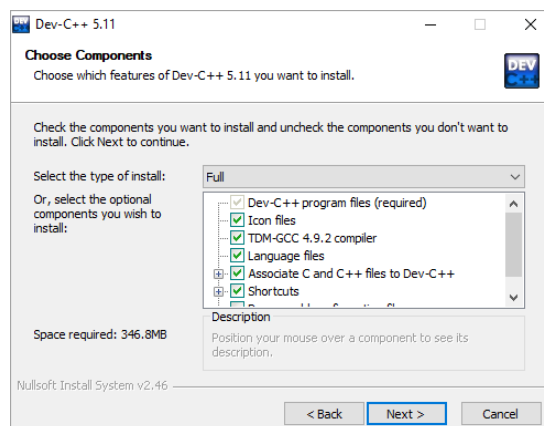 Dev-C++ 5.11
Choose Components
Choose which features of Dev-C++ 5.11 you want to install.
DEV
C++
Check the components you want to install and uncheck the components you don't want to
install. Click Next to continue.
Select the type of install:
Full
Or, select the optional
components you wish to
install:
Dev-C++ program files (required)
Icon files
TDM-GCC 4.9.2 compiler
Language files
Associate C and C++ files to Dev-C++
Shortcuts
Space required: 346.8MB
Description
Position your mouse over a component to see its
description.
Nullsoft Install System v2.46
< Back
Next >
Cancel